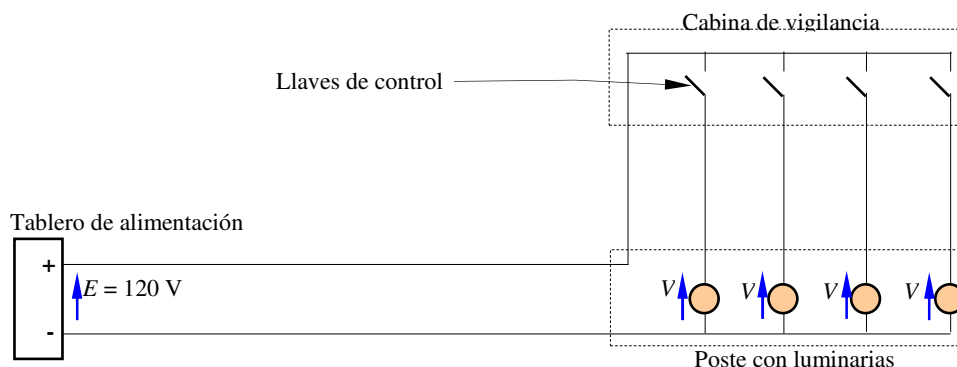 Cabina de vigilancia
Llaves de control
Tablero de alimentación
+
E = 120 V
-
V
V
V
V
Poste con luminarias